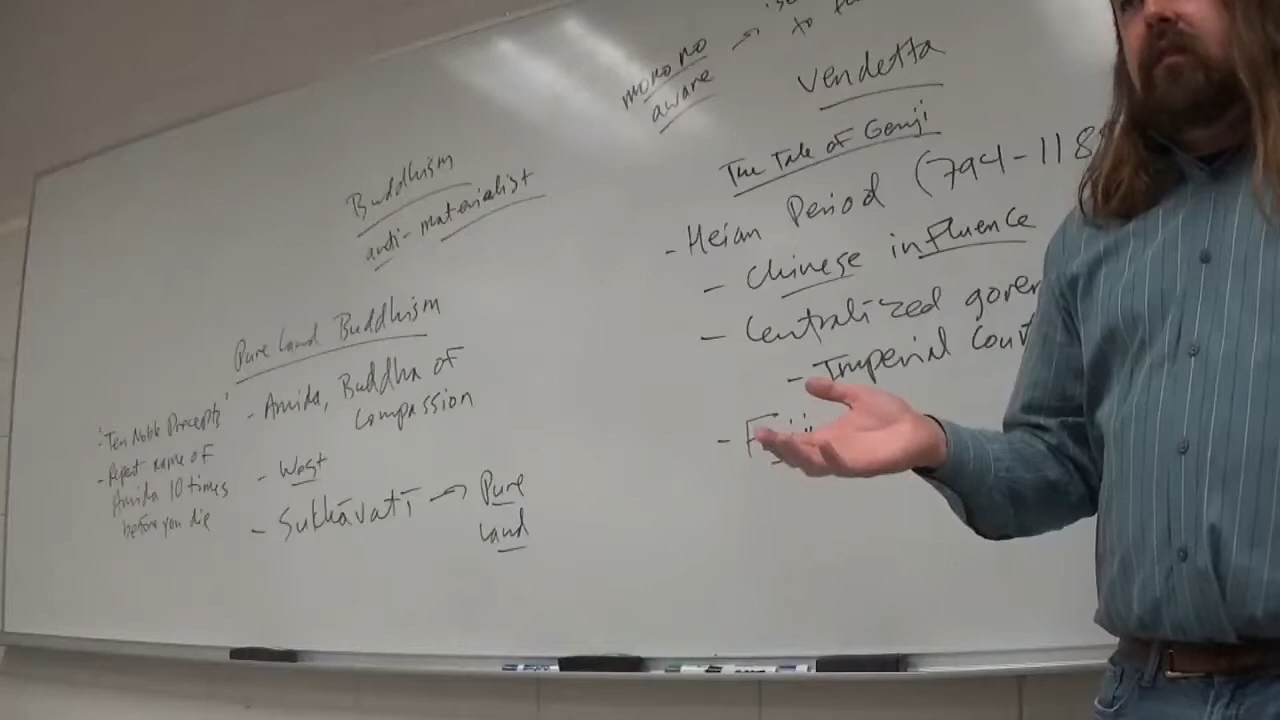 Buddhism
anti-materialist
Pure Land Buddhism
- Amida, Buddha of
compassion
- West
- Sukhāvatī → Pure
Land
"Ten Noble Precepts"
- Repeat name of
Amida 10 times
before you die
mono no
aware →
to
Vendetta
The Tale of Genji
- Heian Period (794-118
- Chinese influence
- Centralized gover
- Imperial Court